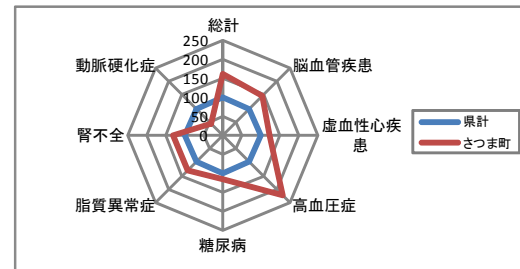 総計
250
200
150
100
50
0
脳血管疾患
虚血性心疾
患
高血圧症
糖尿病
脂質異常症
腎不全
動脈硬化症
県計
さつま町